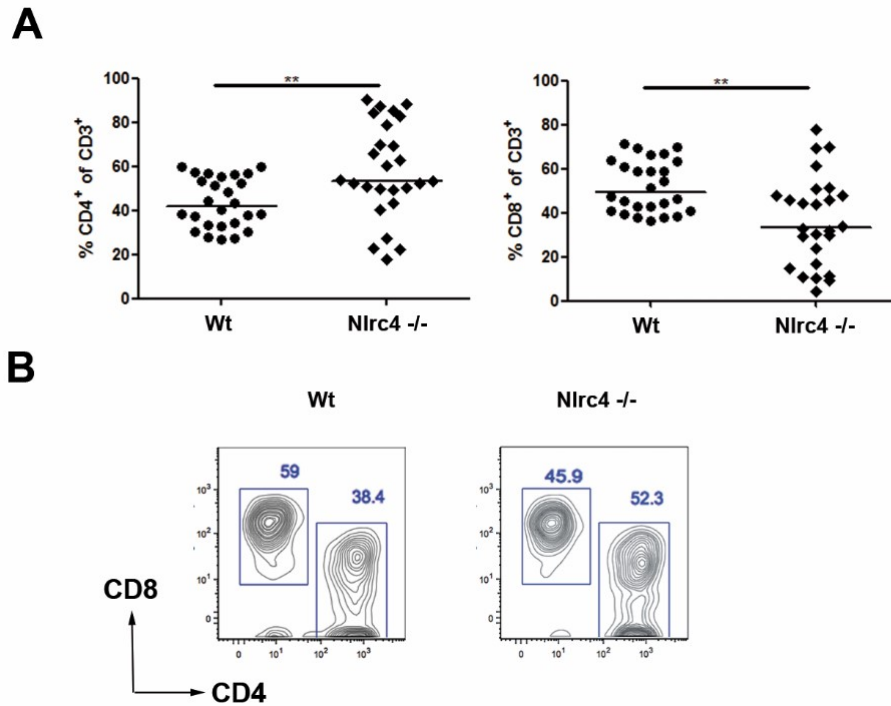 A
% CD4+ of CD3+
100
80
60
40
20
0
**
Wt
Nlrc4 -/-
% CD8+ of CD3+
100
80
60
40
20
0
**
Wt
Nlrc4 -/-
B
Wt
Nlrc4 -/-
59
38.4
10³
10²
10¹
0
0
10¹
10²
10³
45.9
52.3
10³
10²
10¹
0
0
10¹
10²
10³
CD8
CD4